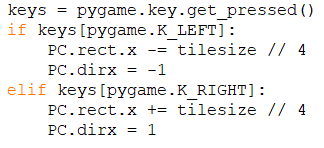 keys = pygame.key.get_pressed()
if keys[pygame.K_LEFT]:
    PC.rect.x -= tilesize // 4
    PC.dirx = -1
elif keys[pygame.K_RIGHT]:
    PC.rect.x += tilesize // 4
    PC.dirx = 1